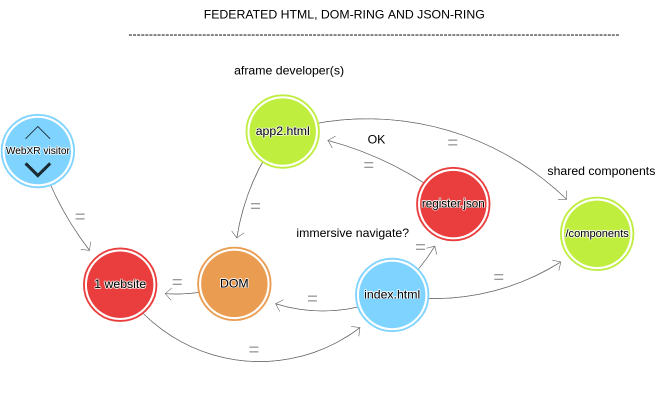 FEDERATED HTML, DOM-RING AND JSON-RING
aframe developer(s)
app2.html
OK
WebXR visitor
shared components
register.json
immersive navigate?
/components
1 website
DOM
index.html